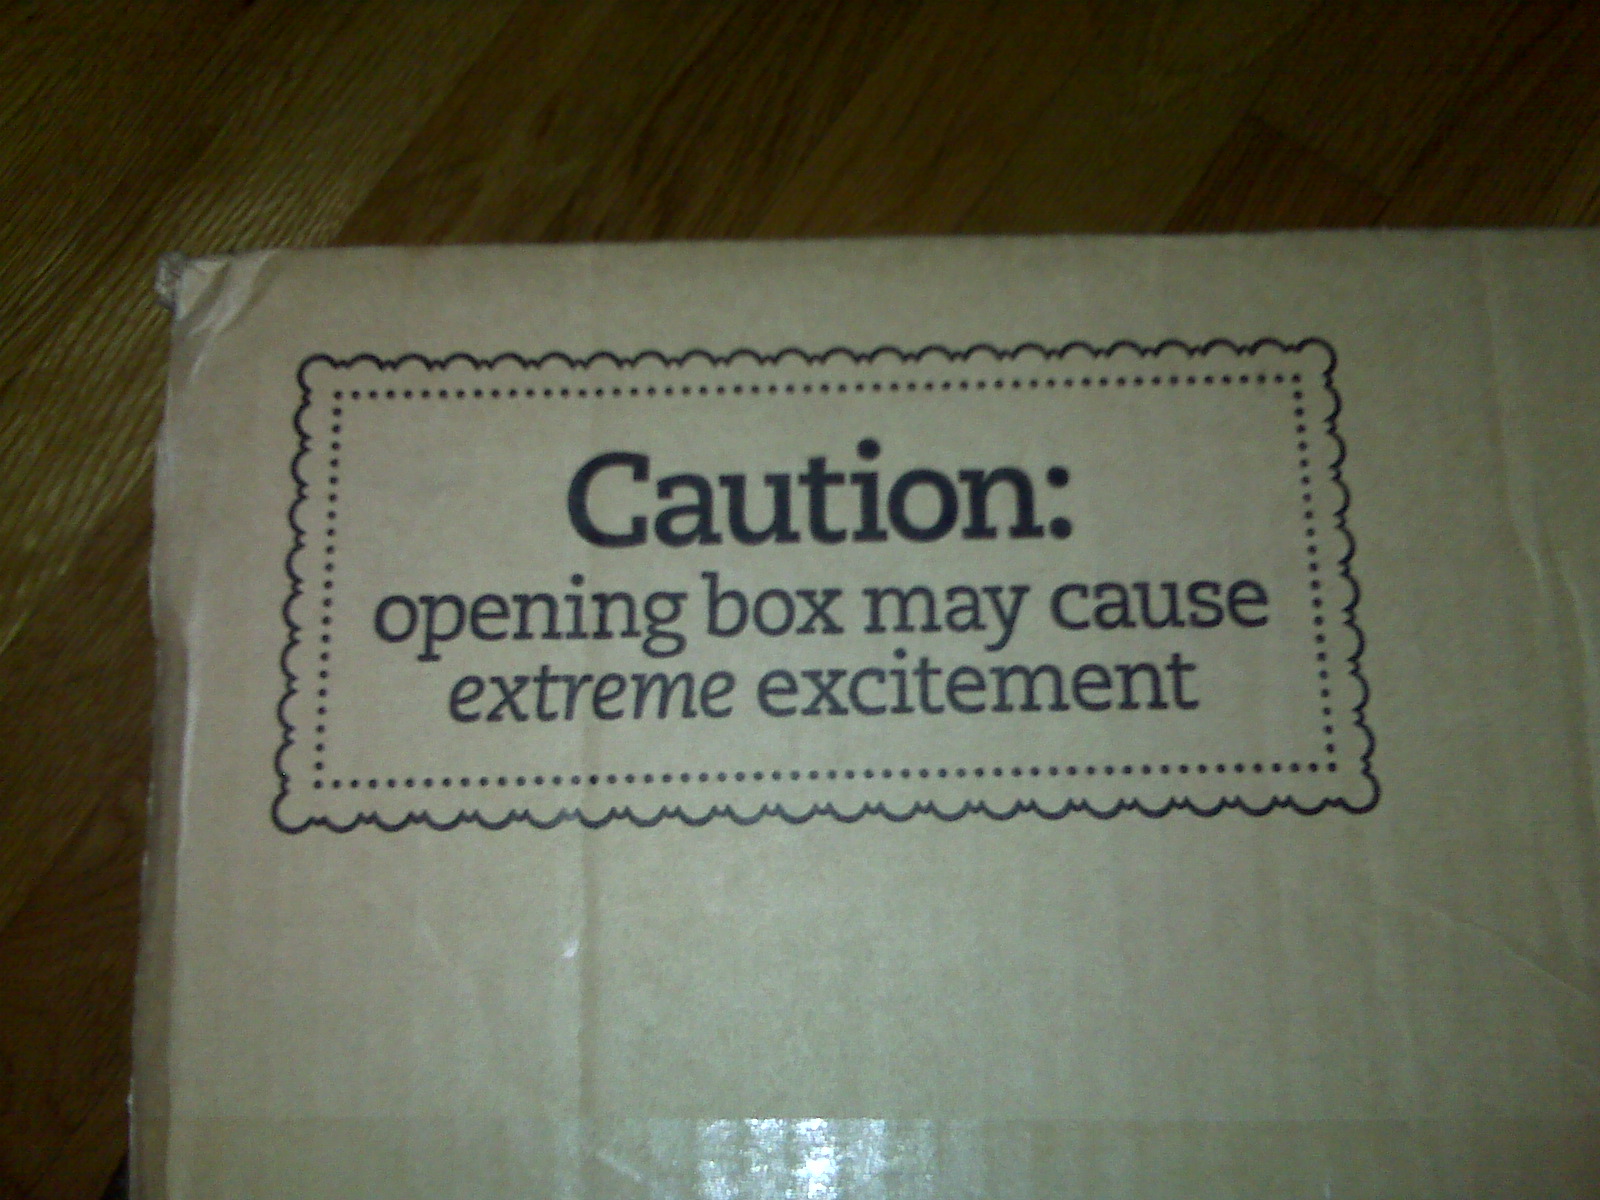 Caution:
opening box may cause
extreme excitement